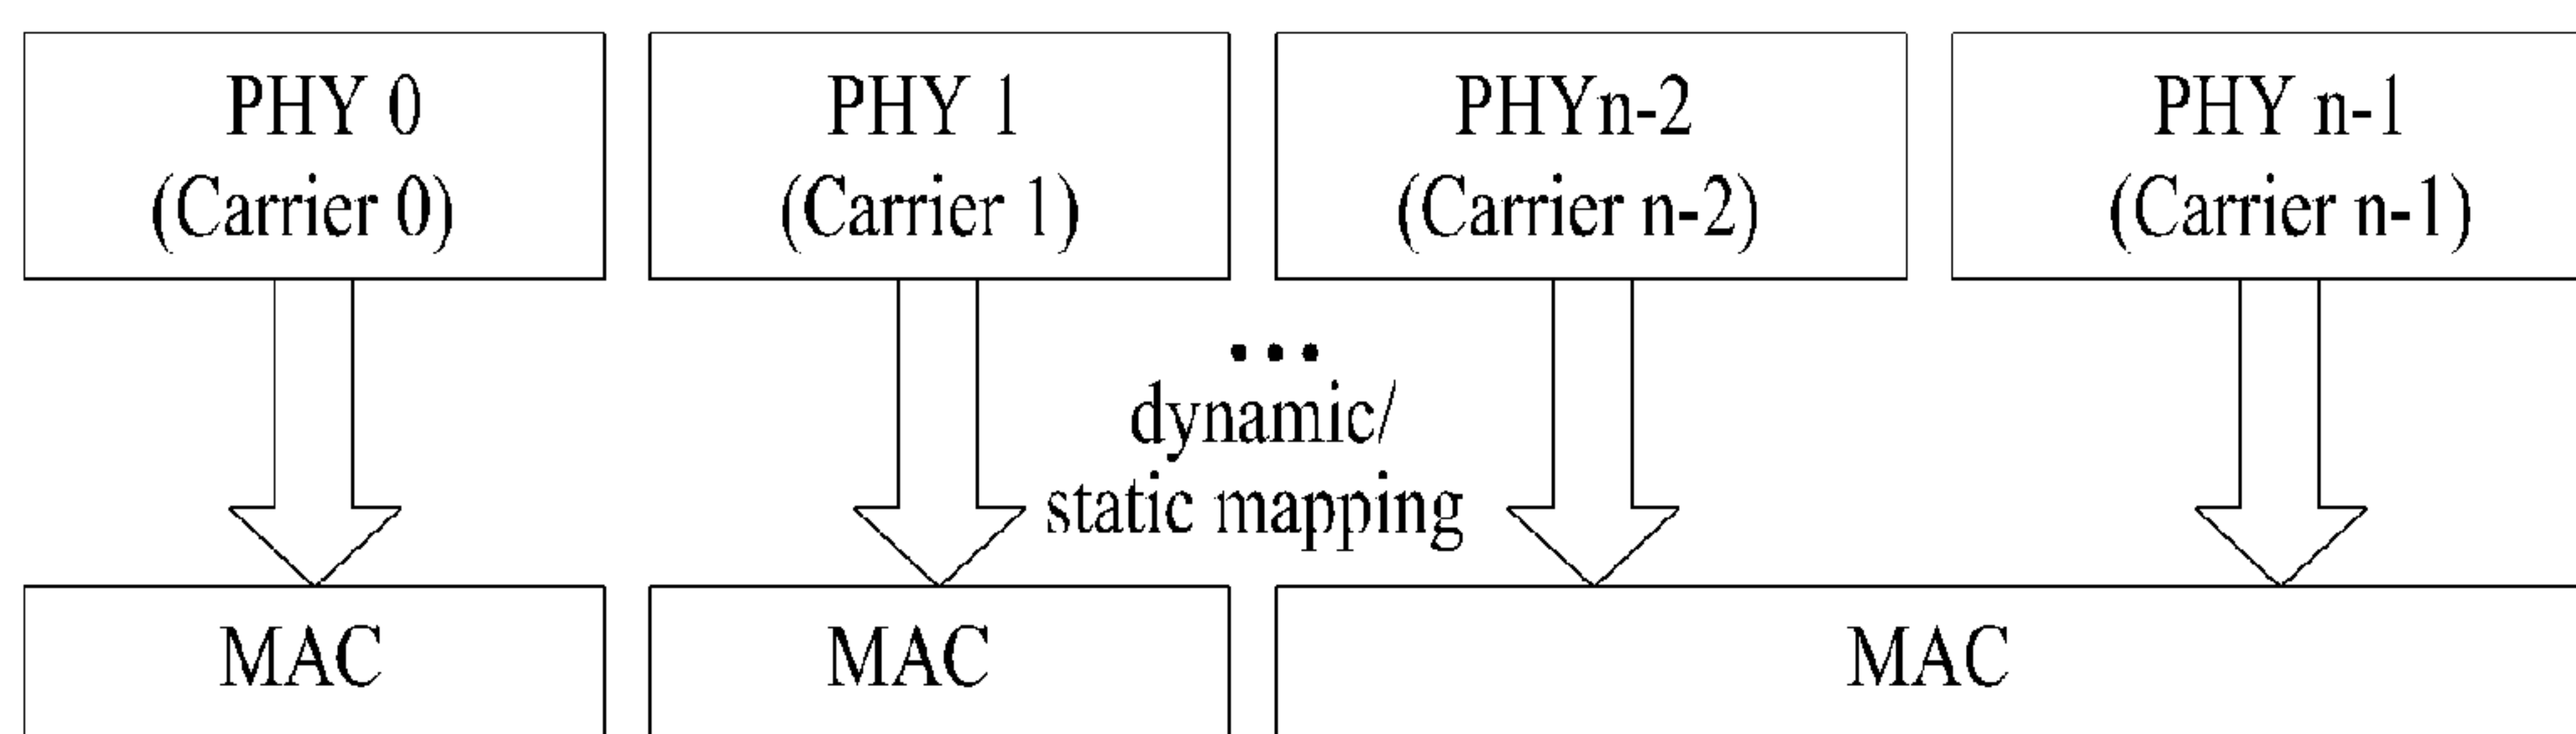 PHY 0
(Carrier 0)
PHY 1
(Carrier 1)
PHYn-2
(Carrier n-2)
PHY n-1
(Carrier n-1)
•••
dynamic/
static mapping
MAC
MAC
MAC